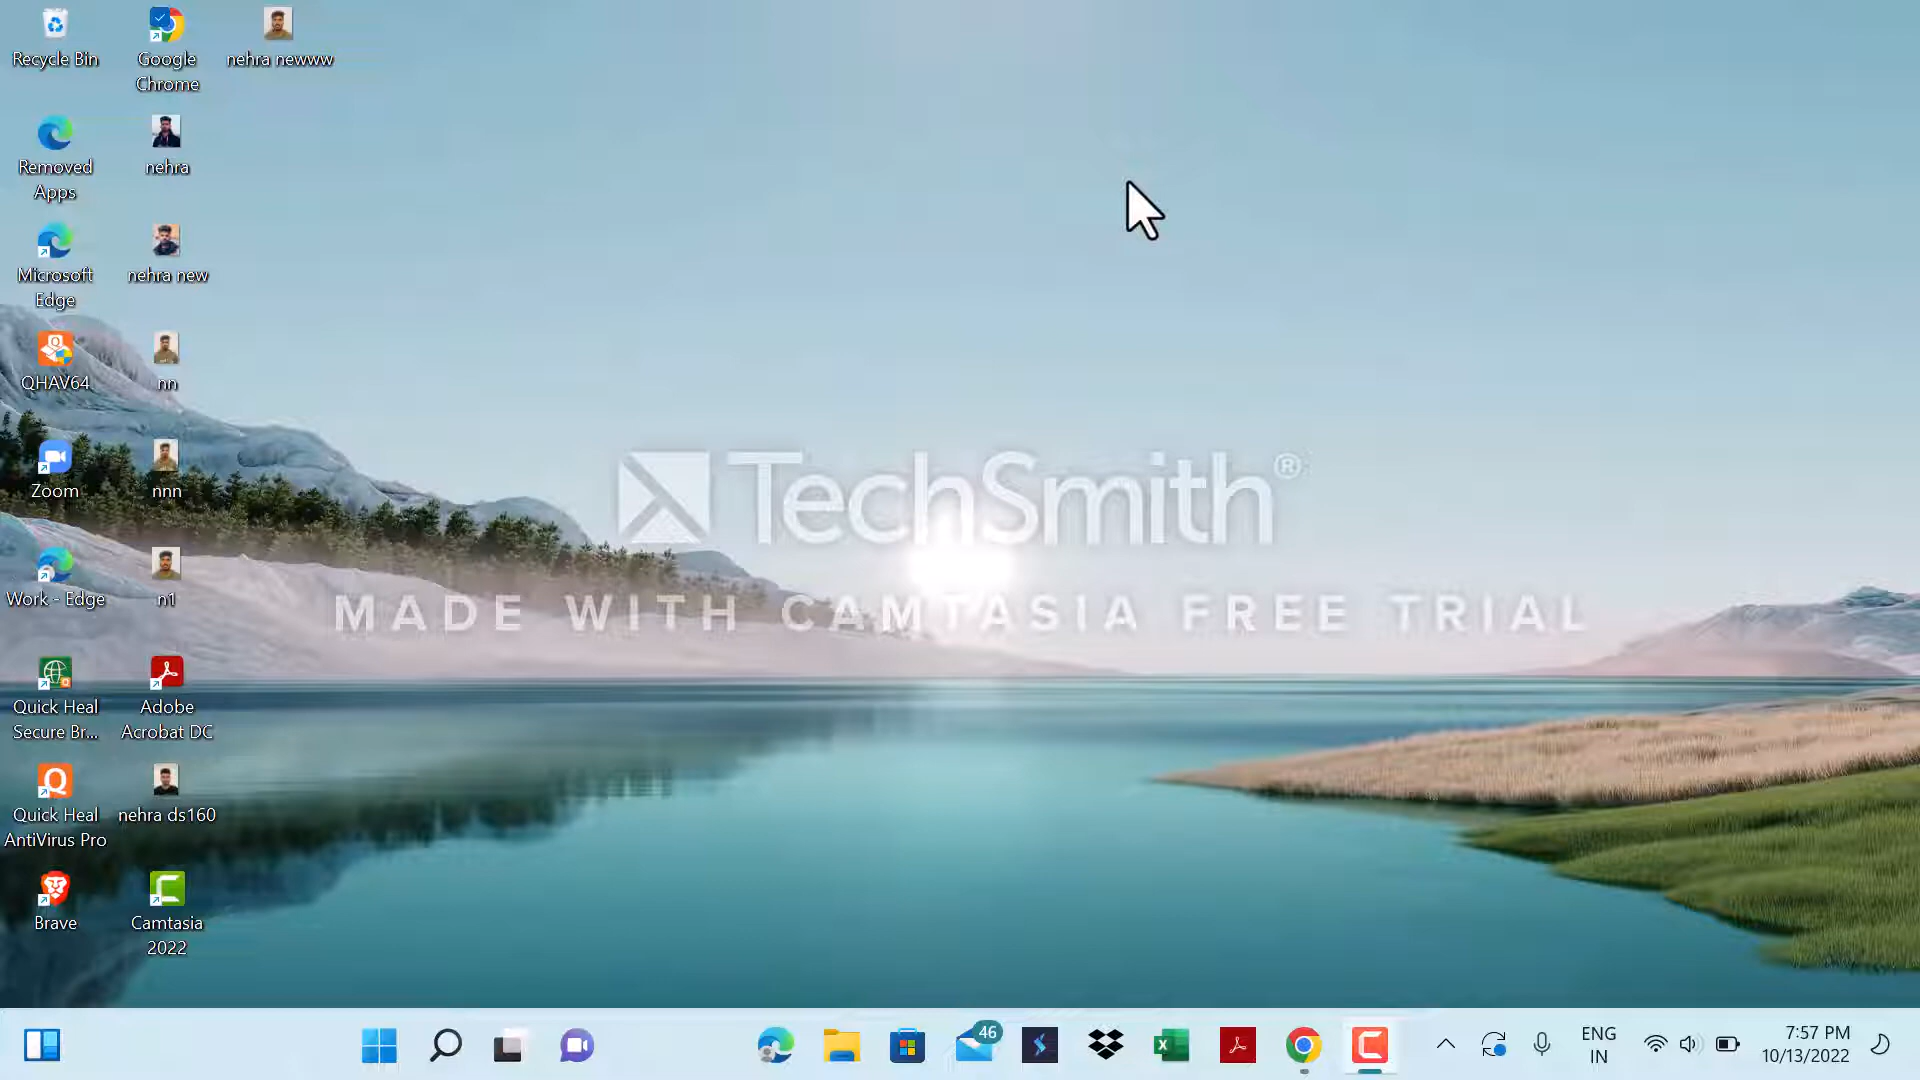 Recycle Bin
Google
Chrome
nehra newww
Removed
Apps
nehra
Microsoft
Edge
nehra new
QHAV64
nn
Zoom
nnn
Work - Edge
n1
Quick Heal
Secure Br...
Adobe
Acrobat DC
Quick Heal
AntiVirus Pro
nehra ds160
Brave
Camtasia
2022
TechSmith®
MADE WITH CAMTASIA FREE TRIAL
46
ENG
IN
7:57 PM
10/13/2022